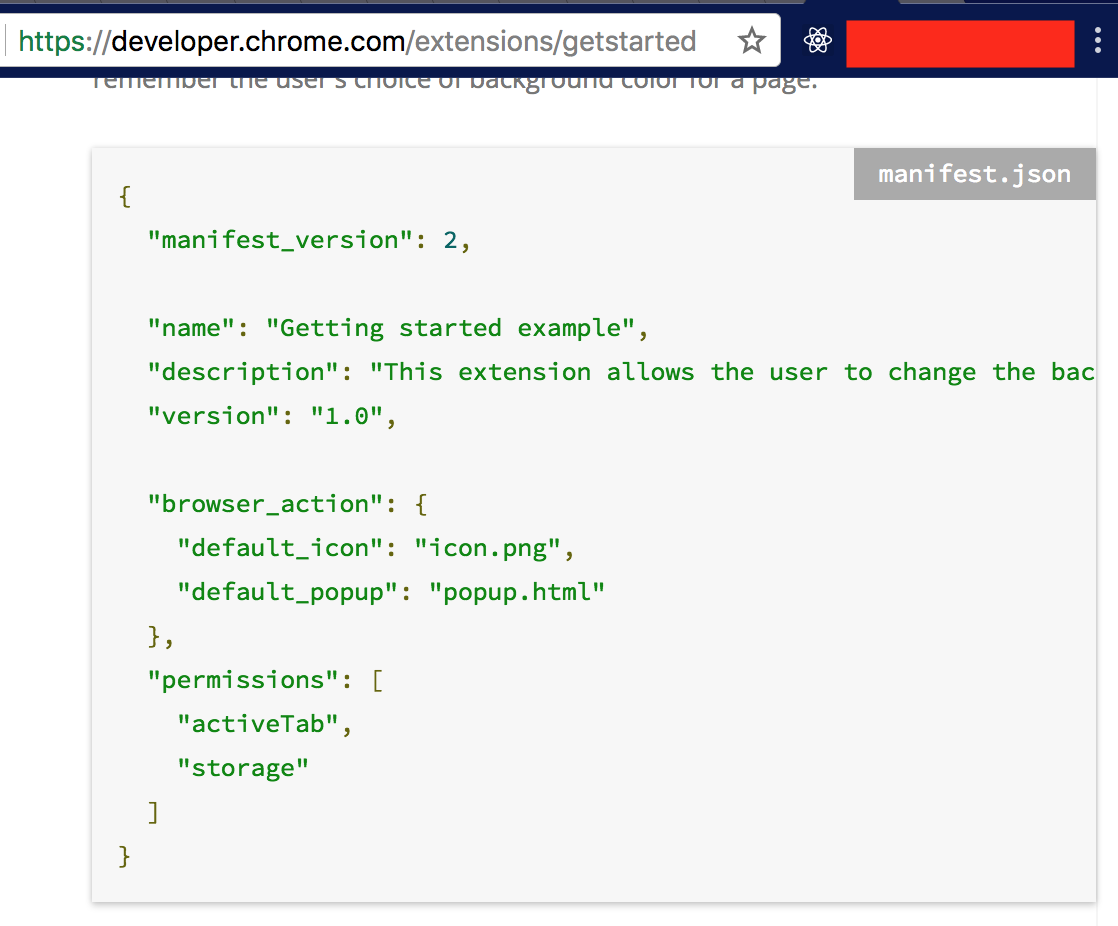 https://developer.chrome.com/extensions/getstarted
remember the user's choice of background color for a page.
manifest.json
{
"manifest_version": 2,
"name": "Getting started example",
"description": "This extension allows the user to change the bac
"version": "1.0",
"browser_action": {
"default_icon": "icon.png",
"default_popup": "popup.html"
},
"permissions": [
"activeTab",
"storage"
]
}